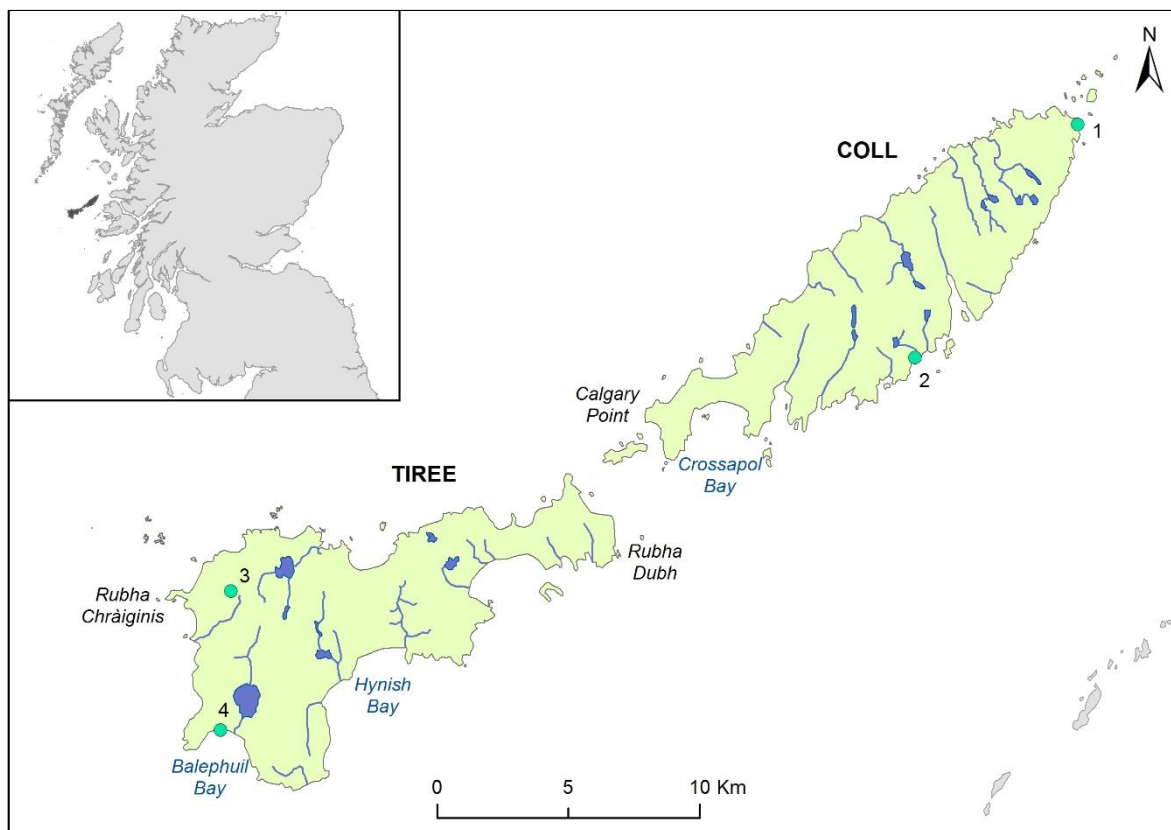 N
1
COLL
2
Calgary
Point
Crossapol
Bay
TIREE
Rubha
Dubh
3
Rubha
Chràiginis
Hynish
Bay
4
Balephuil
Bay
0 5 10 Km